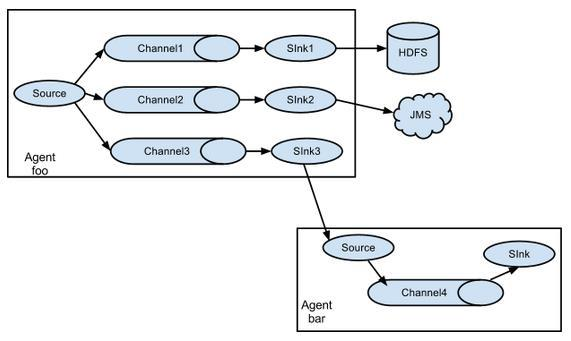 Channel1
SInk1
HDFS
Source
Channel2
SInk2
JMS
Channel3
SInk3
Agent
foo
Source
SInk
Channel4
Agent
bar